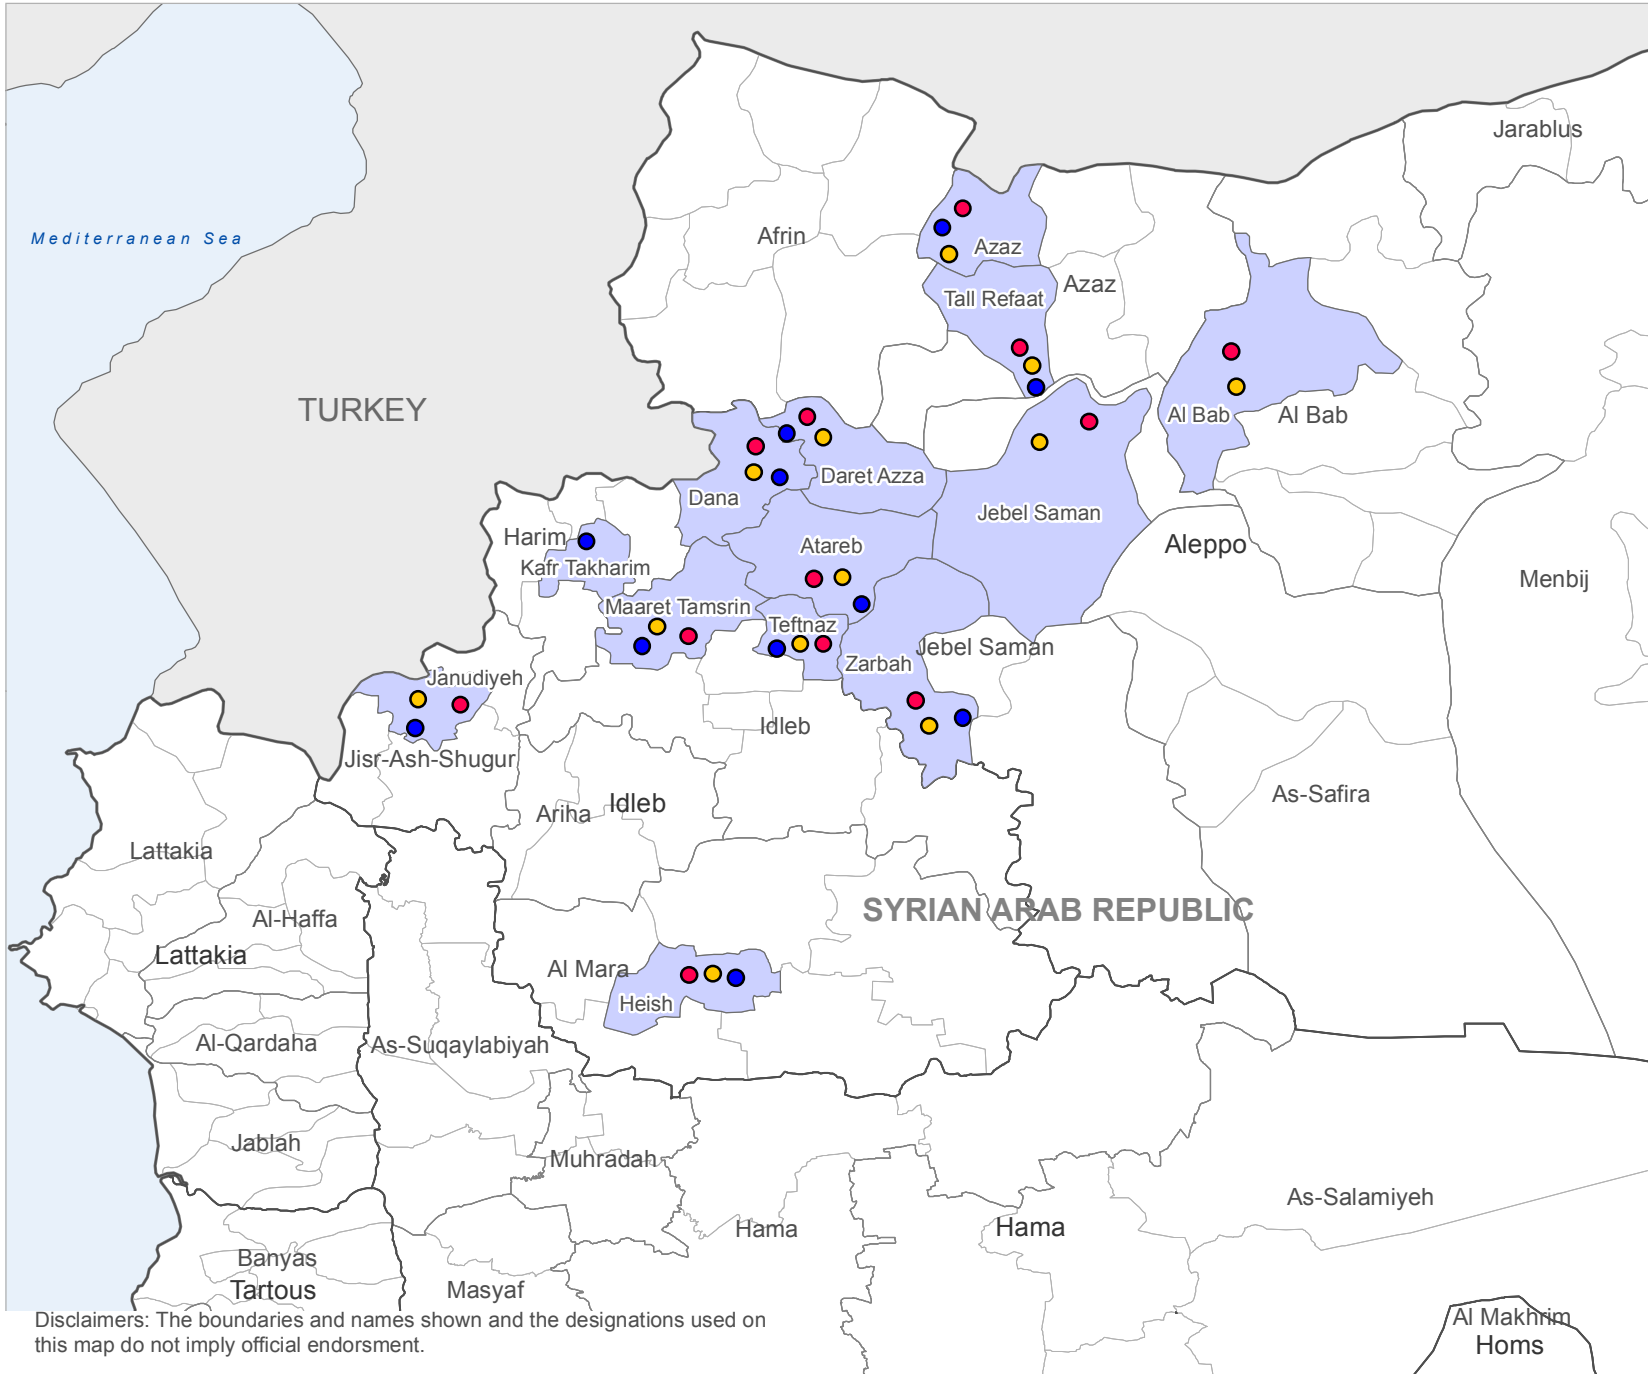 Jarablus
Mediterranean Sea
Afrin
Azaz
Azaz
Tall Refaat
TURKEY
Al Bab
Al Bab
Daret Azza
Dana
Jebel Saman
Harim
Atareb
Aleppo
Kafr Takharim
Menbij
Maaret Tamsrin
Teftnaz
Jebel Saman
Zarbah
Janudiyeh
Idleb
Jisr-Ash-Shugur
As-Safira
Idleb
Ariha
Lattakia
SYRIAN ARAB REPUBLIC
Al-Haffa
Lattakia
Al Mara
Heish
Al-Qardaha
As-Suqaylabiyah
Jablah
Muhradah
As-Salamiyeh
Hama
Hama
Banyas
Tartous
Masyaf
Disclaimers: The boundaries and names shown and the designations used on
this map do not imply official endorsment.
Al Makhrim
Homs